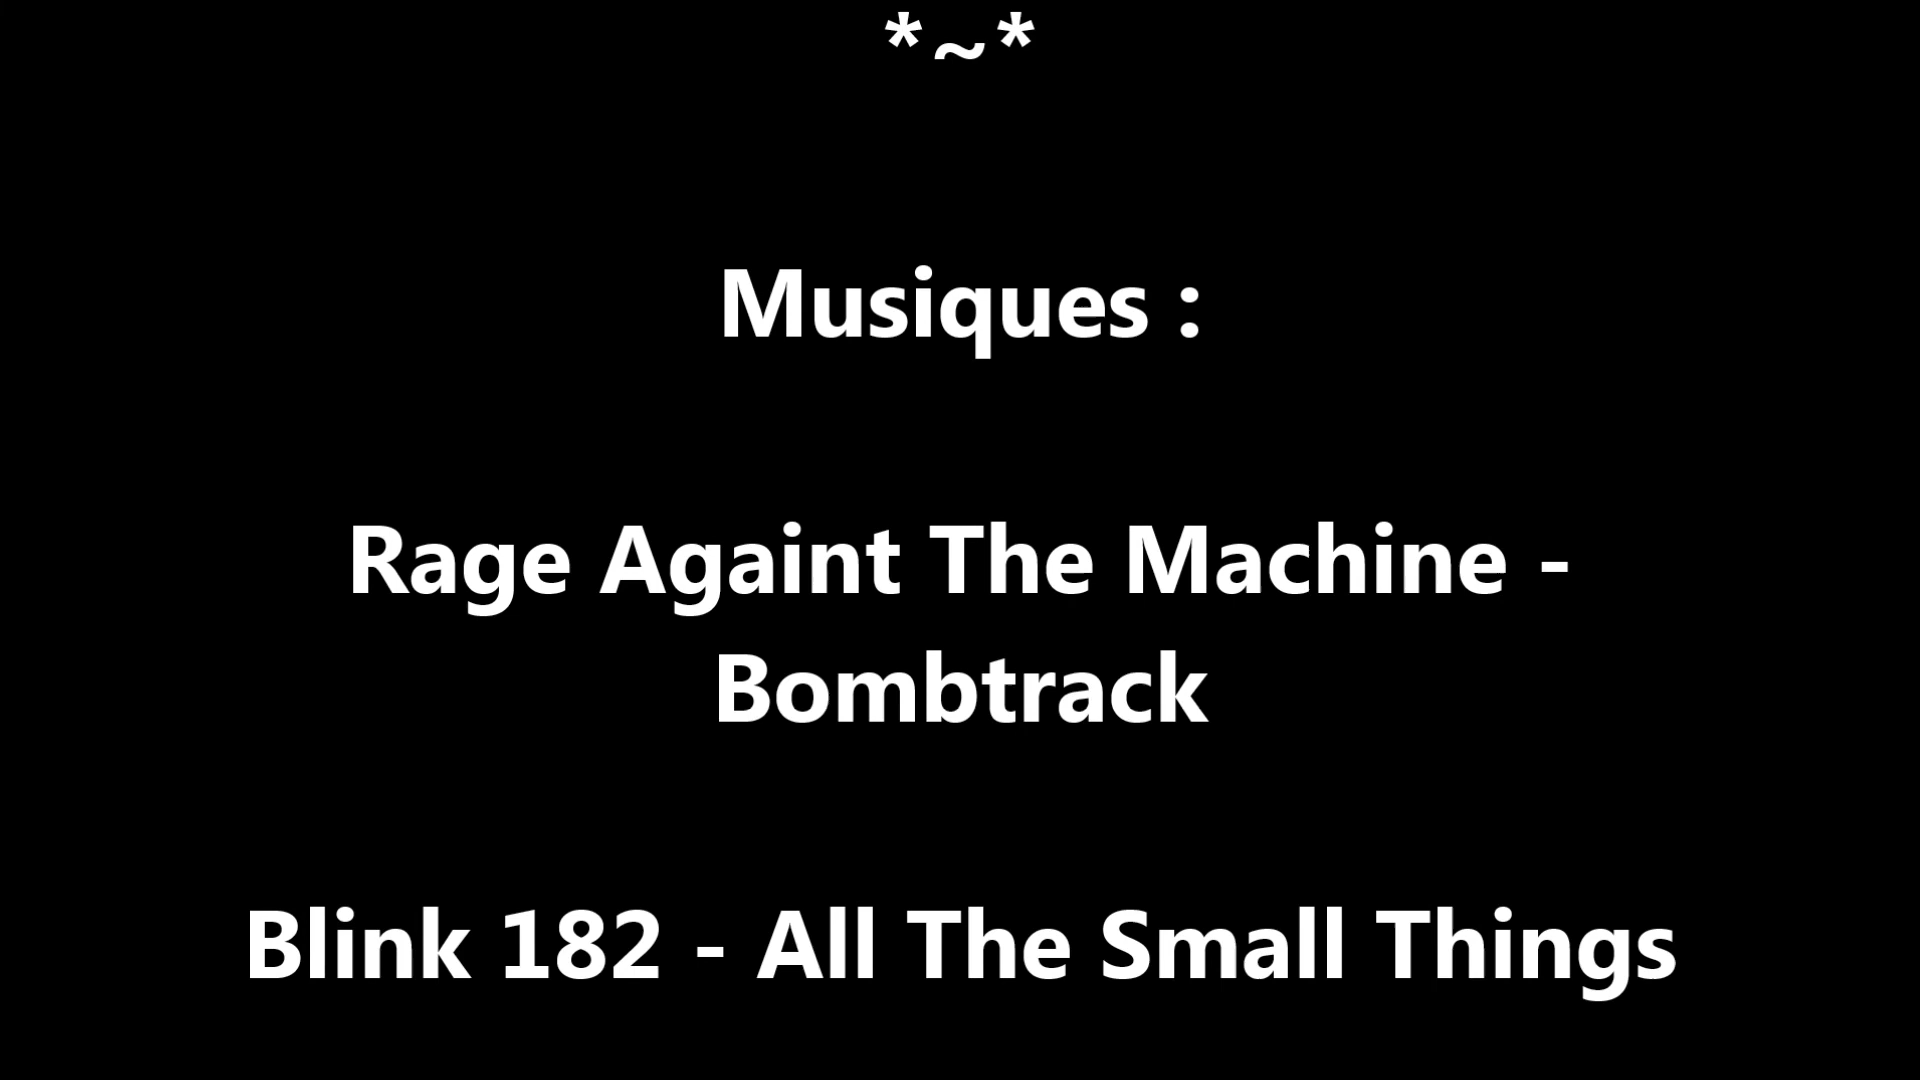 *~*
Musiques :
Rage Againt The Machine -
Bombtrack
Blink 182 - All The Small Things